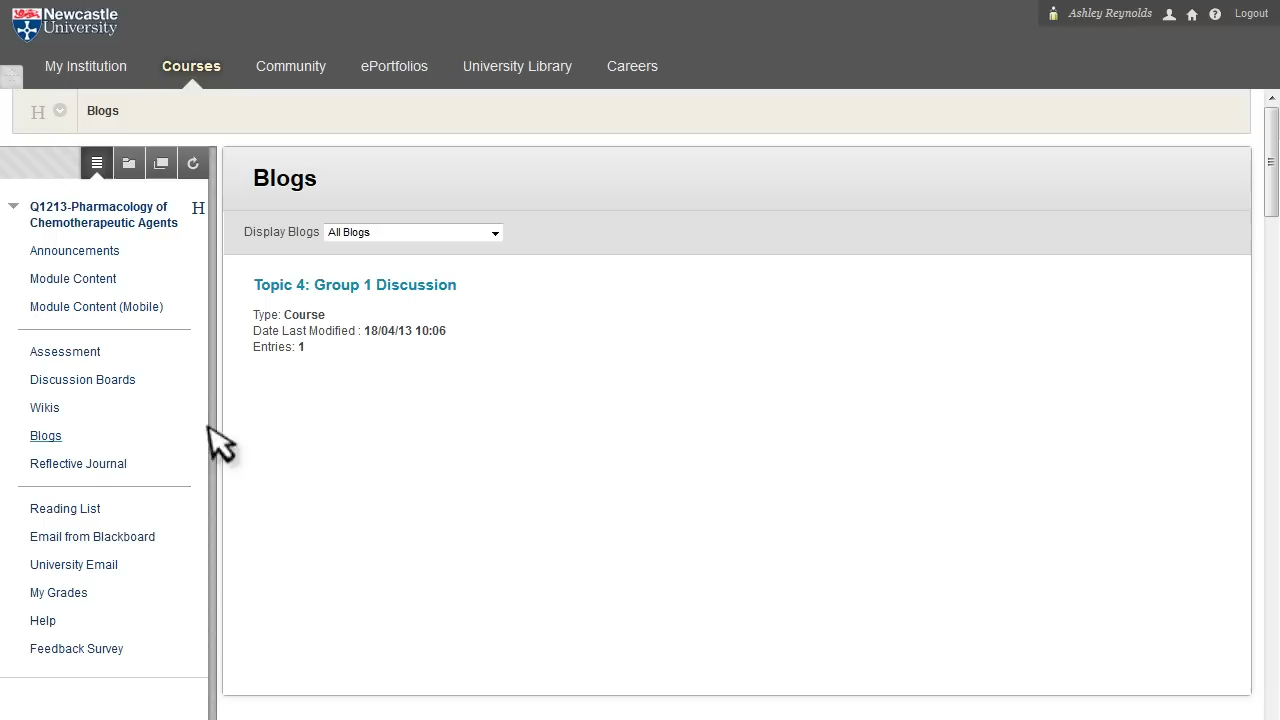 Newcastle
University
Ashley Reynolds
Logout
My Institution
Courses
Community
ePortfolios
University Library
Careers
H
Blogs
Q1213-Pharmacology of
Chemotherapeutic Agents
H
Announcements
Module Content
Module Content (Mobile)
Assessment
Discussion Boards
Wikis
Blogs
Reflective Journal
Reading List
Email from Blackboard
University Email
My Grades
Help
Feedback Survey
Blogs
Display Blogs All Blogs
Topic 4: Group 1 Discussion
Type: Course
Date Last Modified : 18/04/13 10:06
Entries: 1